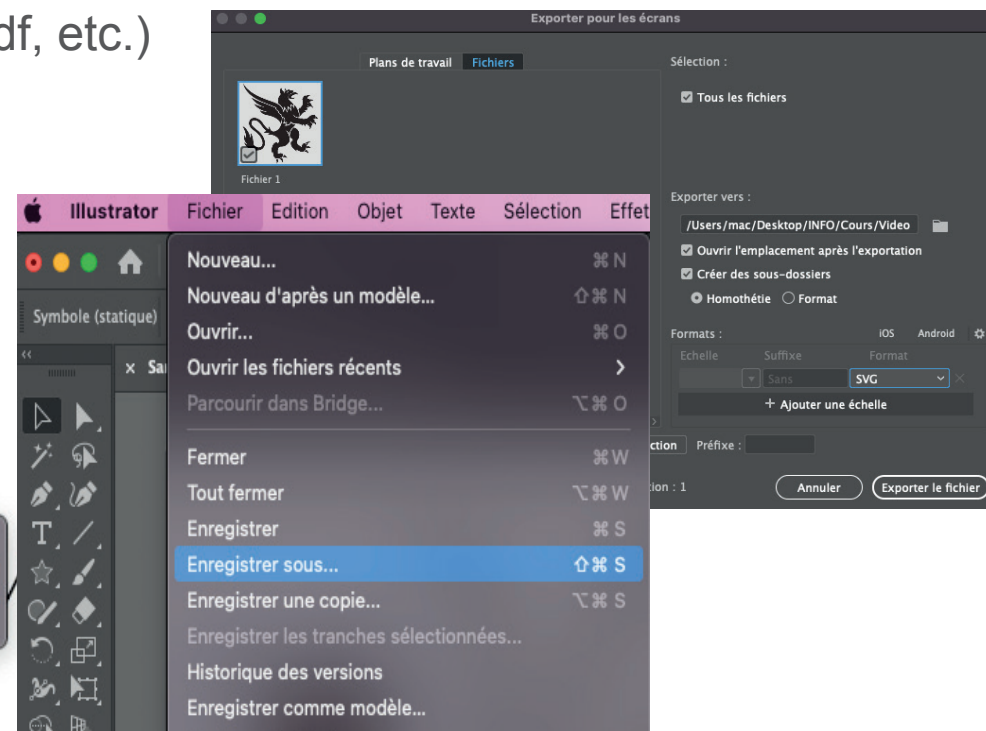 df, etc.)
Exporter pour les écrans
Plans de travail Fichiers
Sélection :
Tous les fichiers
Fichier 1
Exporter vers :
/Users/mac/Desktop/INFO/Cours/Video
Ouvrir l'emplacement après l'exportation
Créer des sous-dossiers
Homothétie Format
Formats : iOS Android
Echelle Suffixe Format
Sans SVG
+ Ajouter une échelle
ction Préfixe :
ion : 1 Annuler Exporter le fichier
Illustrator Fichier Edition Objet Texte Sélection Effet
Symbole (statique)
× Sa
Nouveau... ⌘ N
Nouveau d'après un modèle... ⇧⌘ N
Ouvrir... ⌘ O
Ouvrir les fichiers récents >
Parcourir dans Bridge... ⌥⌘ O
Fermer ⌘ W
Tout fermer ⌥⌘ W
Enregistrer ⌘ S
Enregistrer sous... ⇧⌘ S
Enregistrer une copie... ⌥⌘ S
Enregistrer les tranches sélectionnées...
Historique des versions
Enregistrer comme modèle...